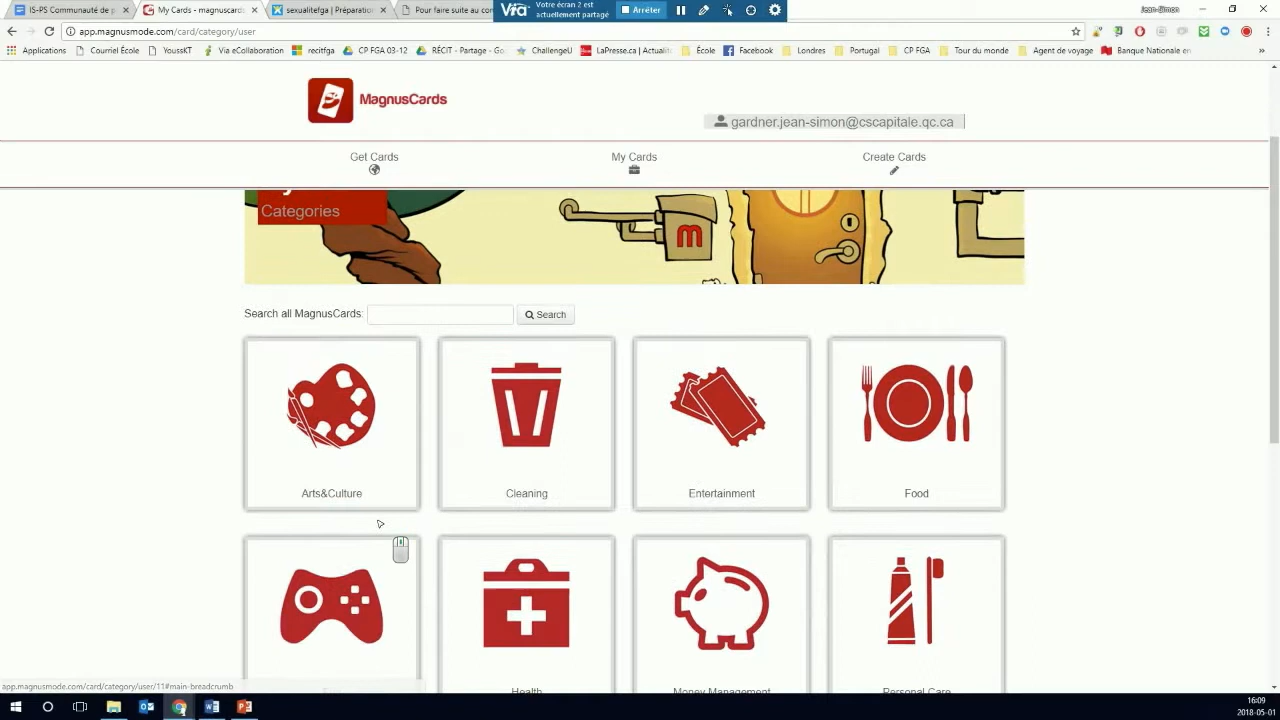 IS-PS Communauté de p
My Cards - magnuscards
sexualitefga | Préparation
Pour faire suite au cor
Via
Votre écran 2 est
actuellement partagé
Arrêter
Jean-Simon
app.magnusmode.com/card/category/user
Applications
Courriel École
YoussKT
Via eCollaboration
recitfga
CP FGA 03-12
RÉCIT - Partage - Go
ChallengeU
LaPresse.ca | Actualité
École
Facebook
Londres
Portugal
CP FGA
Tour du monde
Agent de voyage
Banque Nationale en
MagnusCards
gardner.jean-simon@cscapitale.qc.ca
Get Cards
My Cards
Create Cards
Categories
m
Search all MagnusCards:
Search
Arts&Culture
Cleaning
Entertainment
Food
Health
Money Management
Personal Care
app.magnusmode.com/card/category/user/11#main-breadcrumb
16:09
2018-05-01